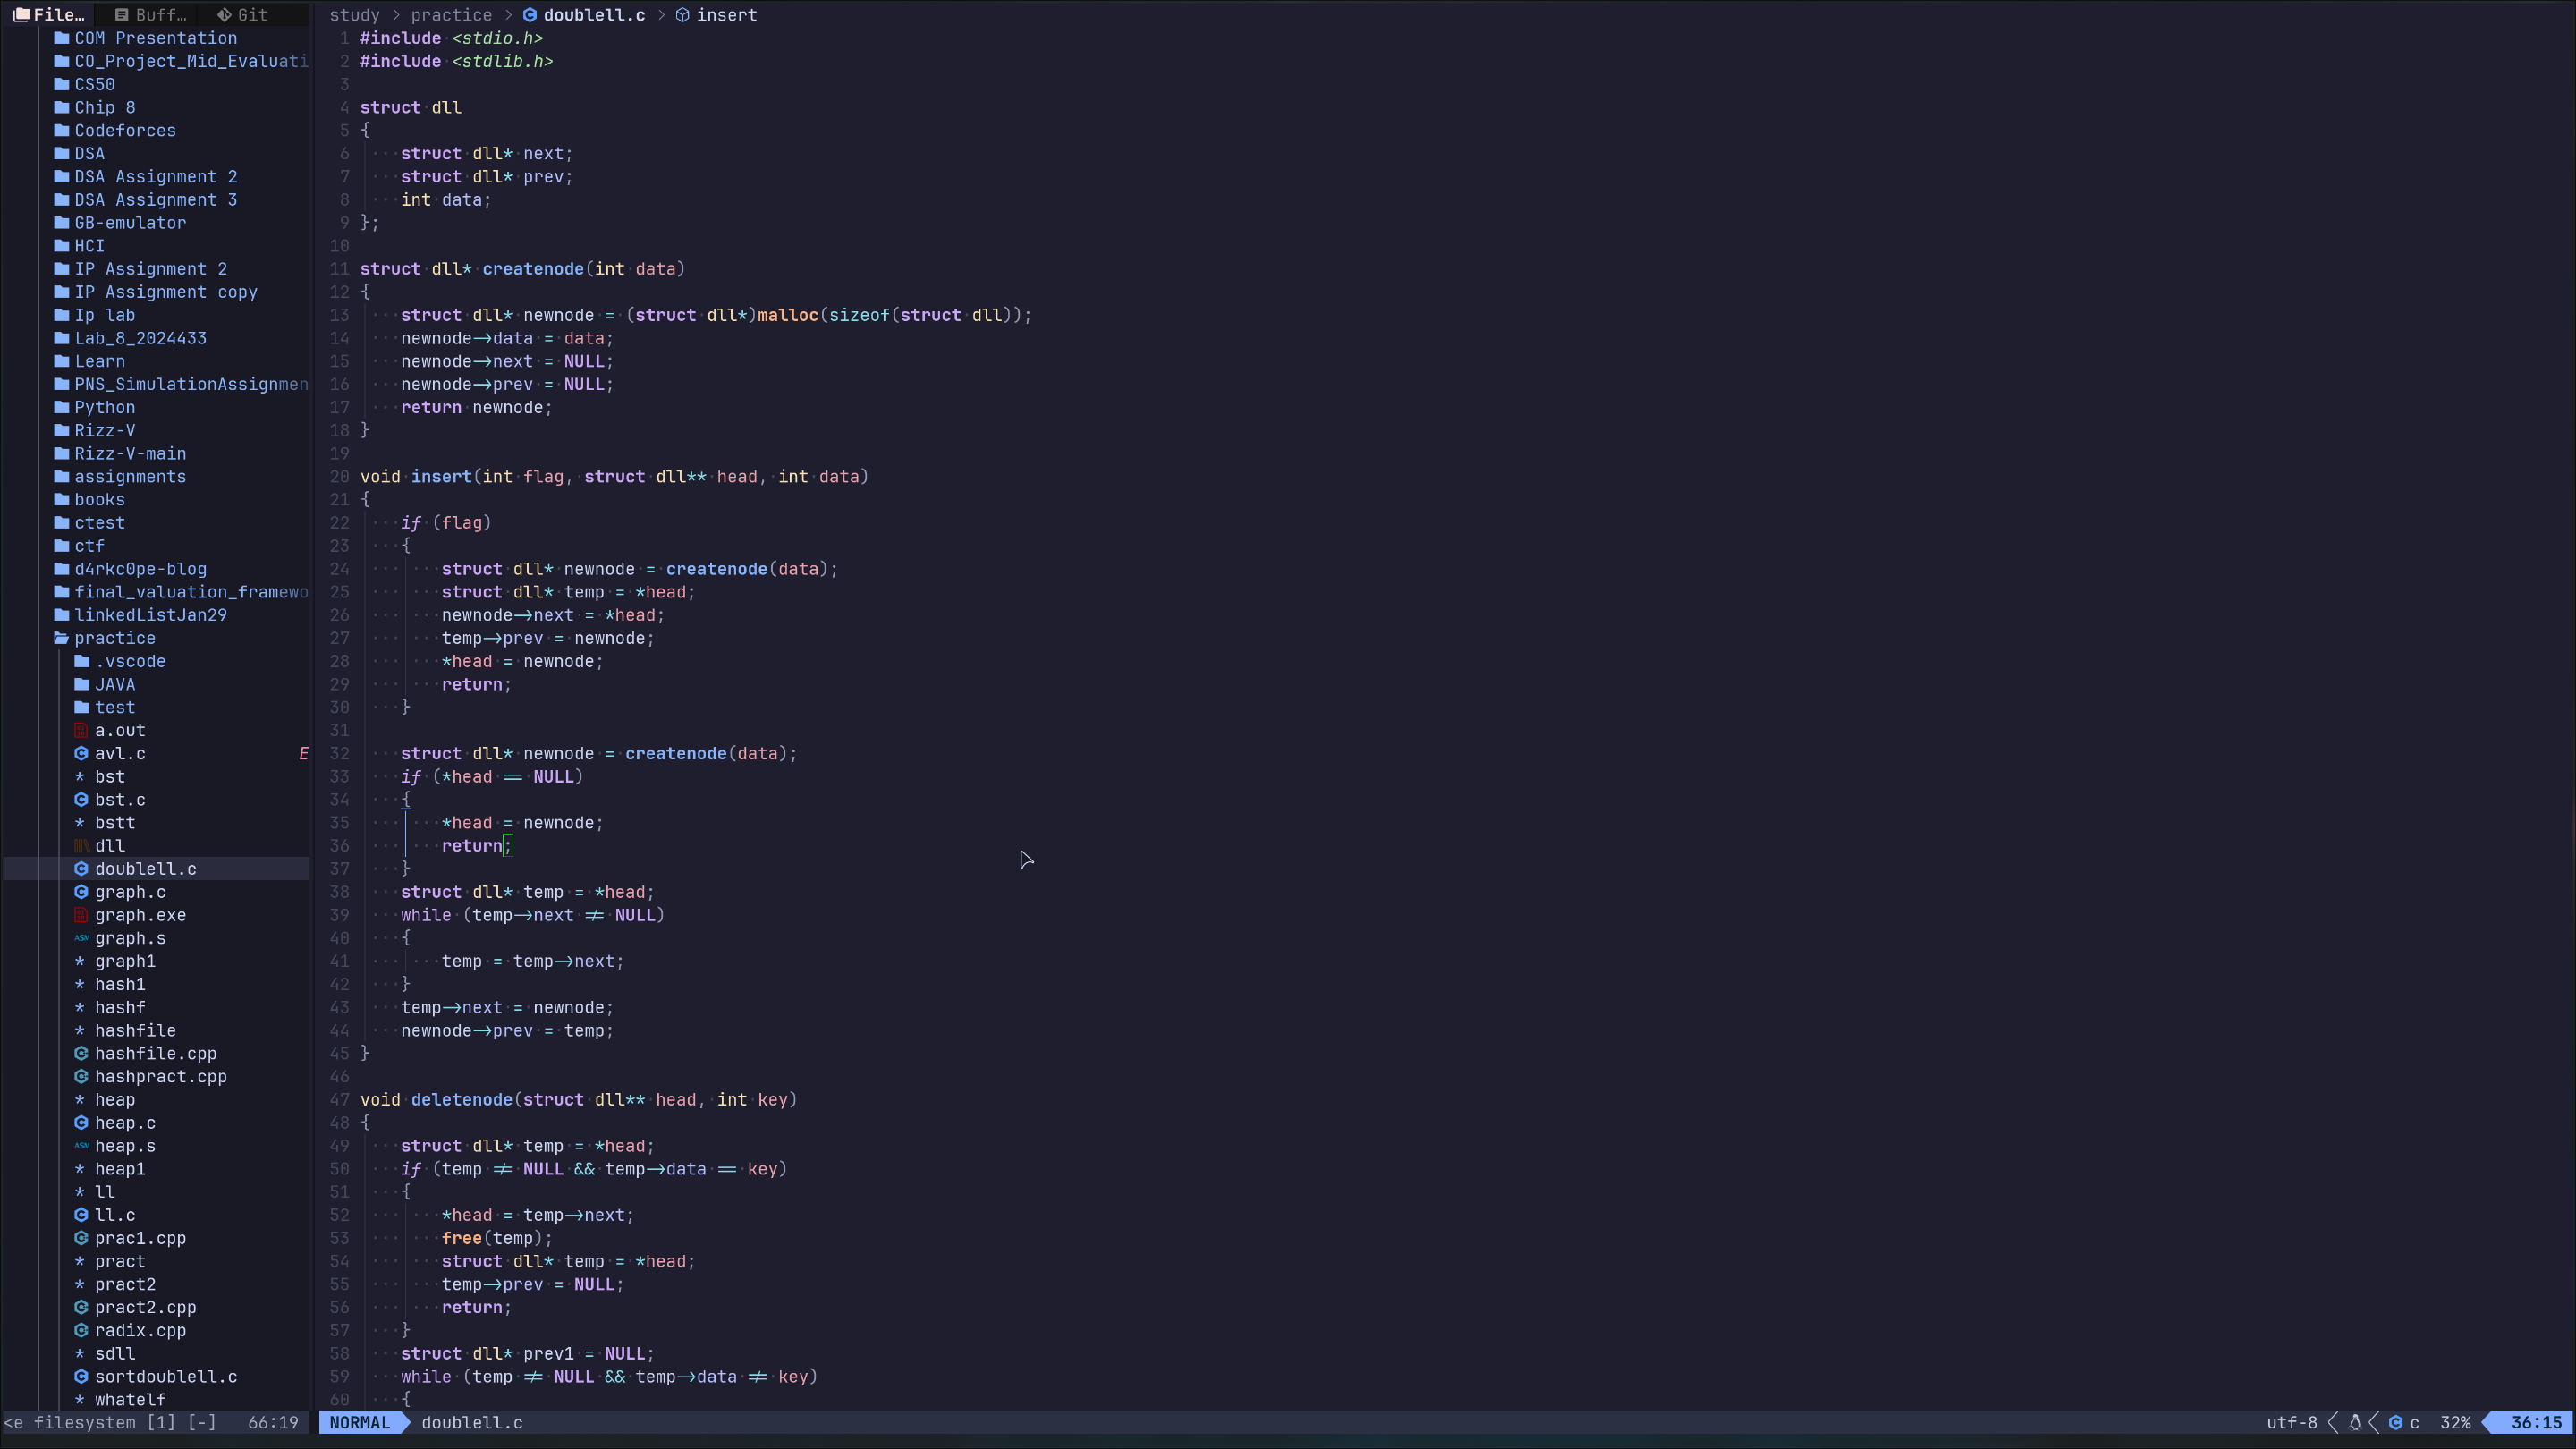 File… Buff… Git
COM Presentation
CO_Project_Mid_Evaluati
CS50
Chip 8
Codeforces
DSA
DSA Assignment 2
DSA Assignment 3
GB-emulator
HCI
IP Assignment 2
IP Assignment copy
Ip lab
Lab_8_2024433
Learn
PNS_SimulationAssignmen
Python
Rizz-V
Rizz-V-main
assignments
books
ctest
ctf
d4rkc0pe-blog
final_valuation_framewo
linkedListJan29
practice
.vscode
JAVA
test
a.out
avl.c E
* bst
bst.c
* bstt
dll
doublell.c
graph.c
graph.exe
ASM graph.s
* graph1
* hash1
* hashf
* hashfile
hashfile.cpp
hashpract.cpp
* heap
heap.c
ASM heap.s
* heap1
* ll
ll.c
prac1.cpp
* pract
* pract2
pract2.cpp
radix.cpp
* sdll
sortdoublell.c
* whatelf
<e filesystem [1] [-] 66:19
study > practice > doublell.c > insert
1 #include <stdio.h>
2 #include <stdlib.h>
3
4 struct dll
5 {
6 struct dll* next;
7 struct dll* prev;
8 int data;
9 };
10
11 struct dll* createnode(int data)
12 {
13 struct dll* newnode = (struct dll*)malloc(sizeof(struct dll));
14 newnode->data = data;
15 newnode->next = NULL;
16 newnode->prev = NULL;
17 return newnode;
18 }
19
20 void insert(int flag, struct dll** head, int data)
21 {
22 if (flag)
23 {
24 struct dll* newnode = createnode(data);
25 struct dll* temp = *head;
26 newnode->next = *head;
27 temp->prev = newnode;
28 *head = newnode;
29 return;
30 }
31
32 struct dll* newnode = createnode(data);
33 if (*head == NULL)
34 {
35 *head = newnode;
36 return;
37 }
38 struct dll* temp = *head;
39 while (temp->next != NULL)
40 {
41 temp = temp->next;
42 }
43 temp->next = newnode;
44 newnode->prev = temp;
45 }
46
47 void deletenode(struct dll** head, int key)
48 {
49 struct dll* temp = *head;
50 if (temp != NULL && temp->data == key)
51 {
52 *head = temp->next;
53 free(temp);
54 struct dll* temp = *head;
55 temp->prev = NULL;
56 return;
57 }
58 struct dll* prev1 = NULL;
59 while (temp != NULL && temp->data != key)
60 {
NORMAL doublell.c utf-8 c 32% 36:15